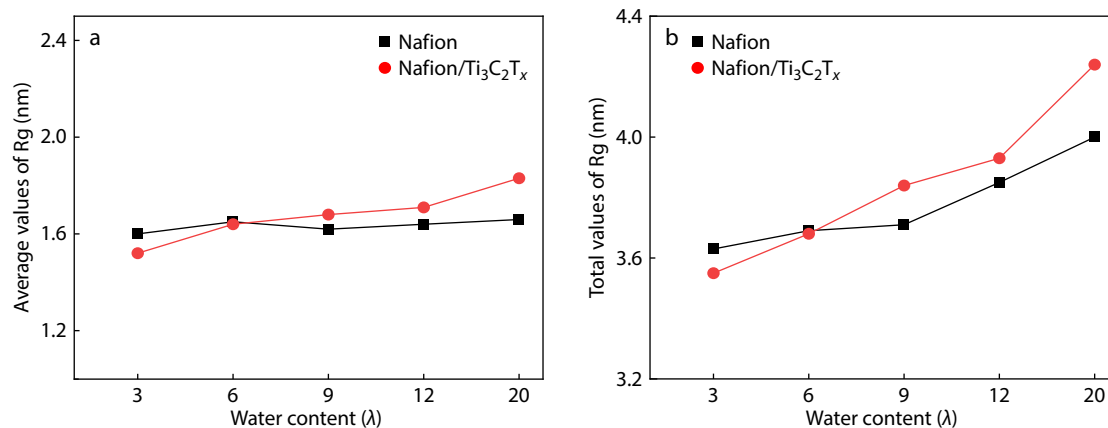 a
Nafion
Nafion/Ti₃C₂Tₓ
2.4
2.0
1.6
1.2
Average values of Rg (nm)
3 6 9 12 20
Water content (λ)
b
Nafion
Nafion/Ti₃C₂Tₓ
4.4
4.0
3.6
3.2
Total values of Rg (nm)
3 6 9 12 20
Water content (λ)